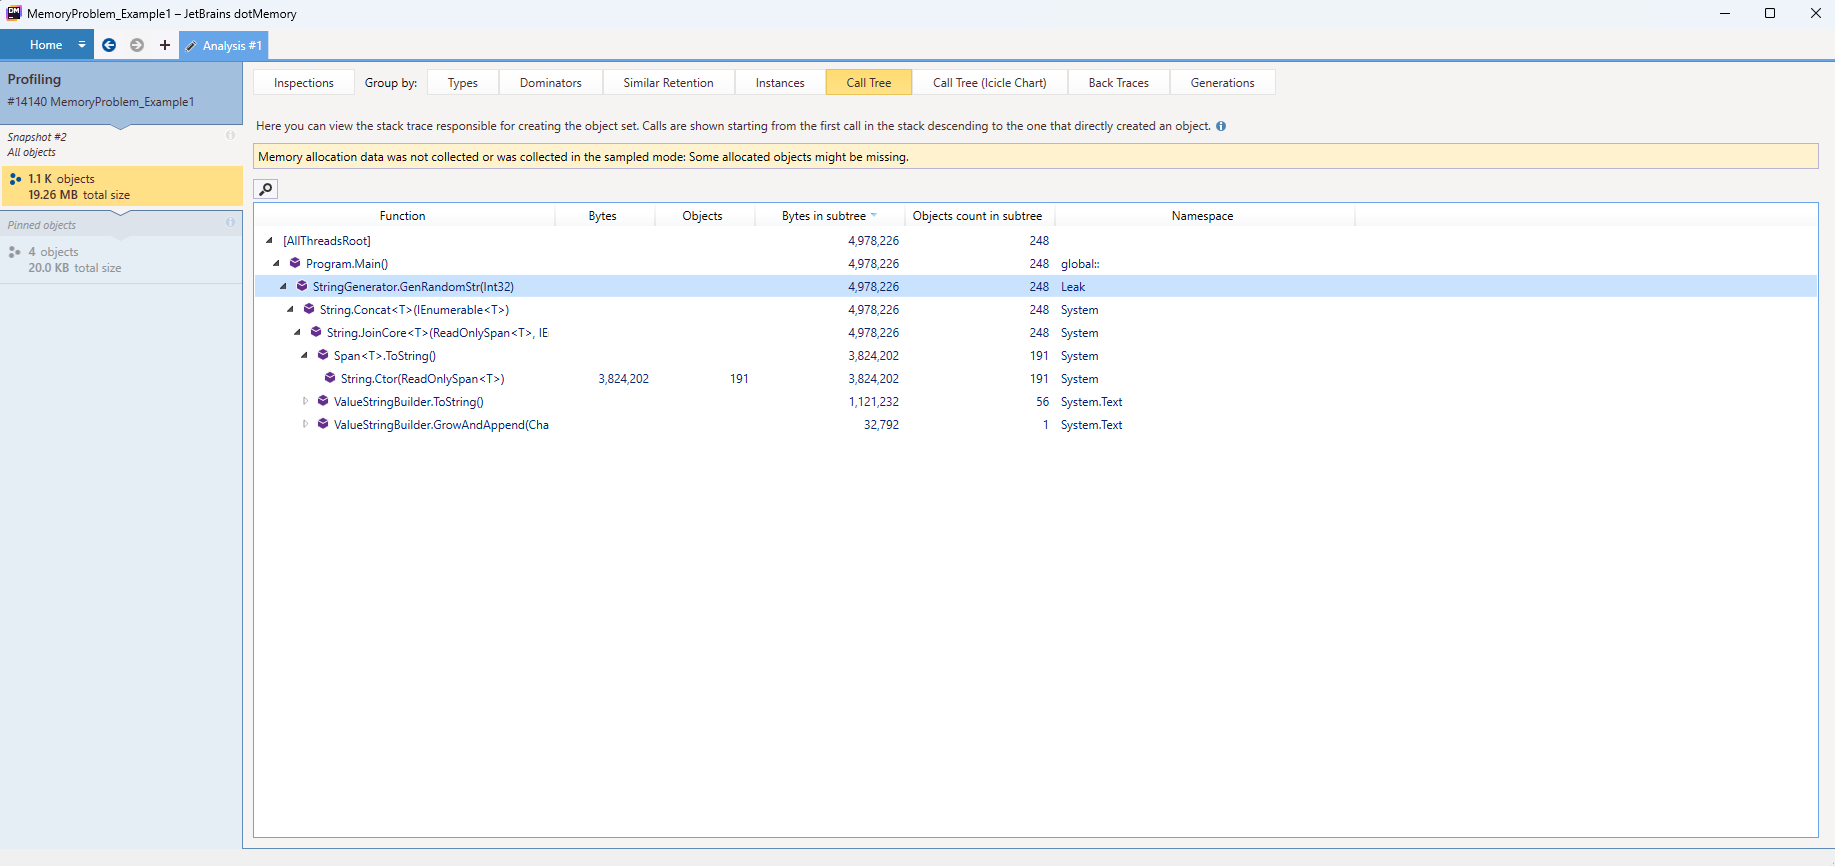 MemoryProblem_Example1 – JetBrains dotMemory
Home
Analysis #1
Profiling
#14140 MemoryProblem_Example1
Snapshot #2
All objects
1.1 K objects
19.26 MB total size
Pinned objects
4 objects
20.0 KB total size
Inspections Group by: Types Dominators Similar Retention Instances Call Tree Call Tree (Icicle Chart) Back Traces Generations
Here you can view the stack trace responsible for creating the object set. Calls are shown starting from the first call in the stack descending to the one that directly created an object.
Memory allocation data was not collected or was collected in the sampled mode: Some allocated objects might be missing.
Function Bytes Objects Bytes in subtree Objects count in subtree Namespace
[AllThreadsRoot] 4,978,226 248
Program.Main() 4,978,226 248 global::
StringGenerator.GenRandomStr(Int32) 4,978,226 248 Leak
String.Concat<T>(IEnumerable<T>) 4,978,226 248 System
String.JoinCore<T>(ReadOnlySpan<T>, IE 4,978,226 248 System
Span<T>.ToString() 3,824,202 191 System
String.Ctor(ReadOnlySpan<T>) 3,824,202 191 3,824,202 191 System
ValueStringBuilder.ToString() 1,121,232 56 System.Text
ValueStringBuilder.GrowAndAppend(Cha 32,792 1 System.Text